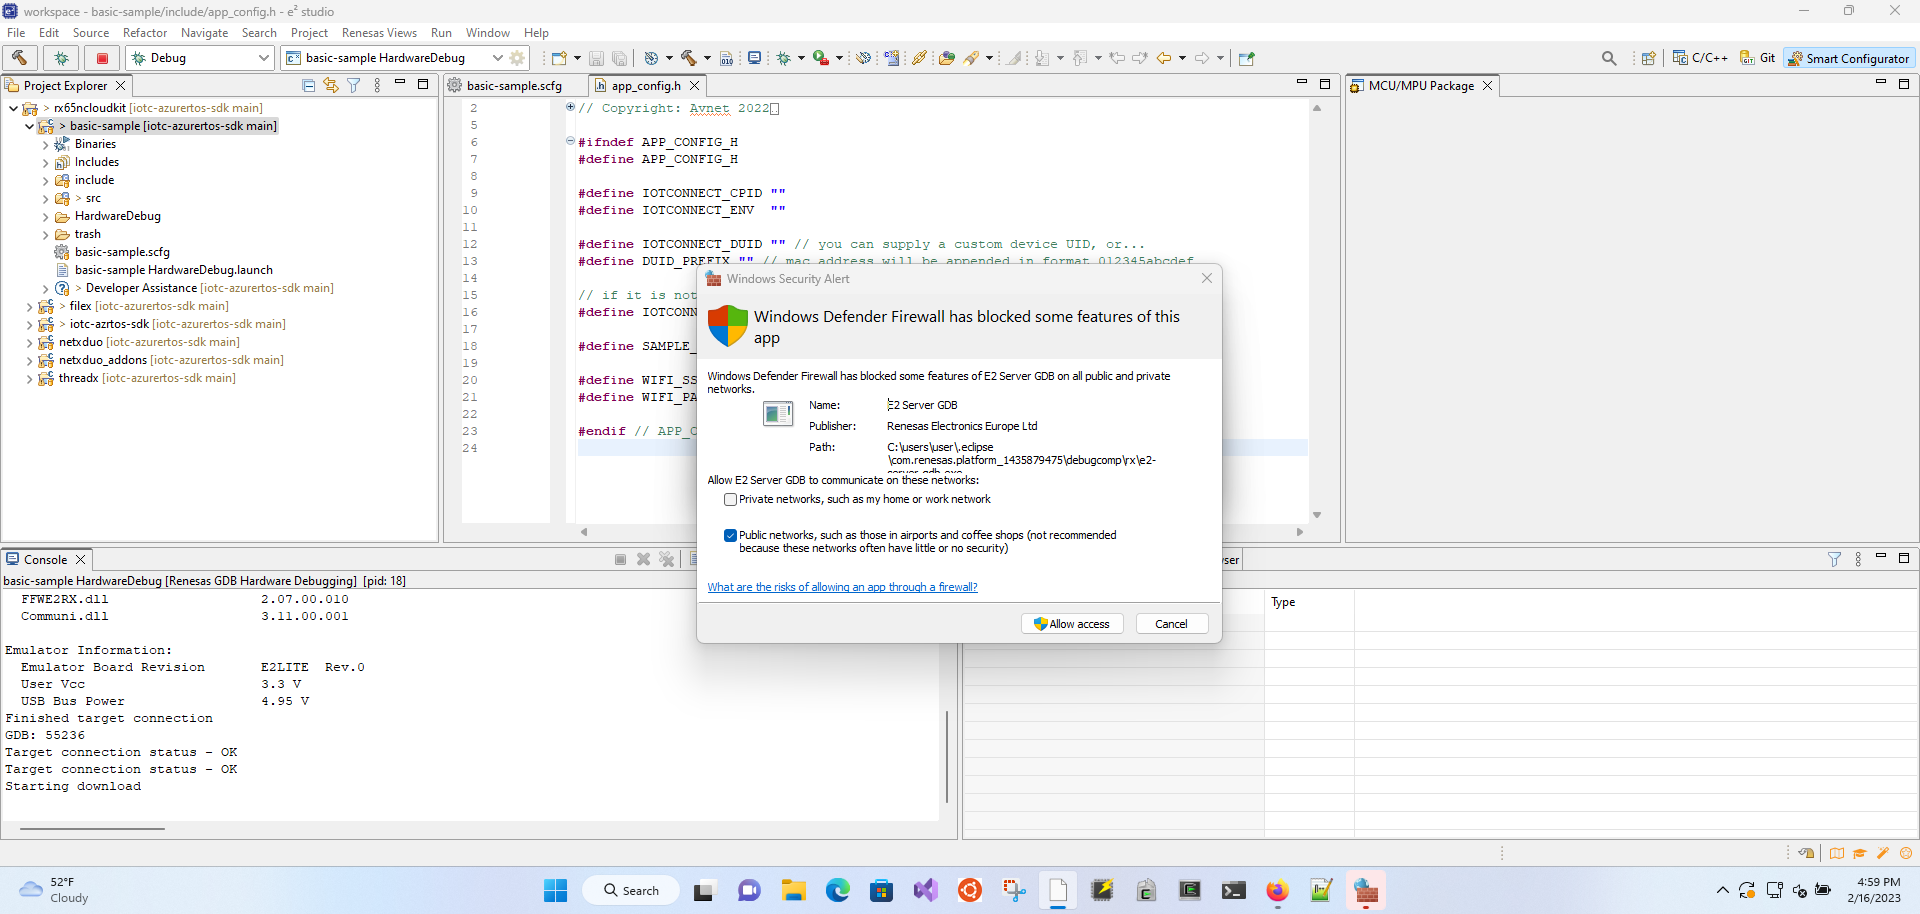 workspace - basic-sample/include/app_config.h - e² studio
File Edit Source Refactor Navigate Search Project Renesas Views Run Window Help
Debug
basic-sample HardwareDebug
C/C++
Git
Smart Configurator
Project Explorer
> rx65ncloudkit [iotc-azurertos-sdk main]
> basic-sample [iotc-azurertos-sdk main]
Binaries
Includes
include
> src
HardwareDebug
trash
basic-sample.scfg
basic-sample HardwareDebug.launch
> Developer Assistance [iotc-azurertos-sdk main]
> filex [iotc-azurertos-sdk main]
> iotc-azrtos-sdk [iotc-azurertos-sdk main]
netxduo [iotc-azurertos-sdk main]
netxduo_addons [iotc-azurertos-sdk main]
threadx [iotc-azurertos-sdk main]
basic-sample.scfg
app_config.h
2 // Copyright: Avnet 2022
5
6 #ifndef APP_CONFIG_H
7 #define APP_CONFIG_H
8
9 #define IOTCONNECT_CPID ""
10 #define IOTCONNECT_ENV ""
11
12 #define IOTCONNECT_DUID "" // you can supply a custom device UID, or...
13 #define DUID_PREFIX "" // mac address will be appended in format 012345abcdef
14
15 // if it is not
16 #define IOTCONN
17
18 #define SAMPLE_
19
20 #define WIFI_SS
21 #define WIFI_PA
22
23 #endif // APP_C
24
MCU/MPU Package
Windows Security Alert
Windows Defender Firewall has blocked some features of this
app
Windows Defender Firewall has blocked some features of E2 Server GDB on all public and private
networks.
Name: E2 Server GDB
Publisher: Renesas Electronics Europe Ltd
Path: C:\users\user\.eclipse
\com.renesas.platform_1435879475\debugcomp\rx\e2-
server-gdb.exe
Allow E2 Server GDB to communicate on these networks:
Private networks, such as my home or work network
Public networks, such as those in airports and coffee shops (not recommended
because these networks often have little or no security)
What are the risks of allowing an app through a firewall?
Allow access
Cancel
Console
basic-sample HardwareDebug [Renesas GDB Hardware Debugging] [pid: 18]
FFWE2RX.dll 2.07.00.010
Communi.dll 3.11.00.001
Emulator Information:
Emulator Board Revision E2LITE Rev.0
User Vcc 3.3 V
USB Bus Power 4.95 V
Finished target connection
GDB: 55236
Target connection status - OK
Target connection status - OK
Starting download
ser
Type
52°F
Cloudy
Search
4:59 PM
2/16/2023